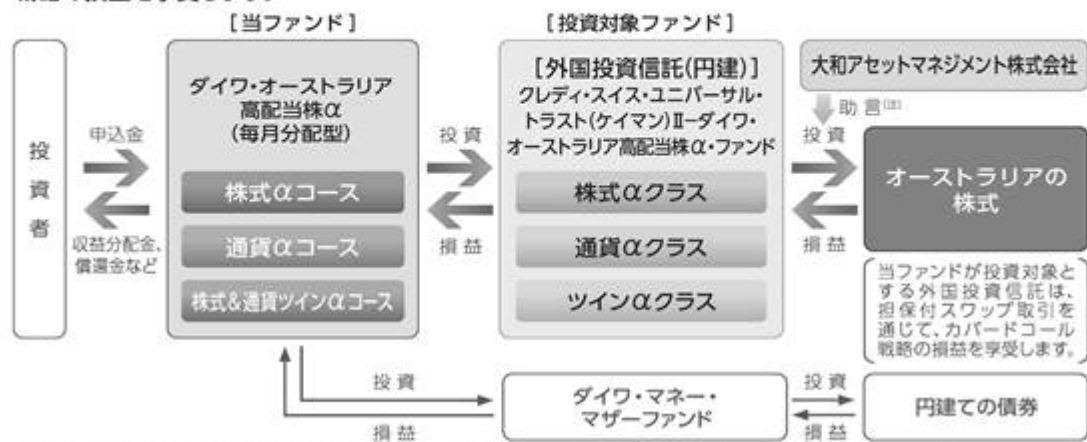 [当ファンド]
[投資対象ファンド]
投資者
申込金
収益分配金、
償還金など
ダイワ・オーストラリア
高配当株α
(毎月分配型)
株式αコース
通貨αコース
株式&通貨ツインαコース
投資
損益
[外国投資信託(円建)]
クレディ・スイス・ユニバーサル・
トラスト(ケイマン)Ⅱ－ダイワ・
オーストラリア高配当株α・ファンド
株式αクラス
通貨αクラス
ツインαクラス
大和アセットマネジメント株式会社
助言(注)
投資
損益
オーストラリアの
株式
当ファンドが投資対象と
する外国投資信託は、
担保付スワップ取引を
通じて、カバードコール
戦略の損益を享受します。
投資
損益
ダイワ・マネー・
マザーファンド
投資
損益
円建ての債券